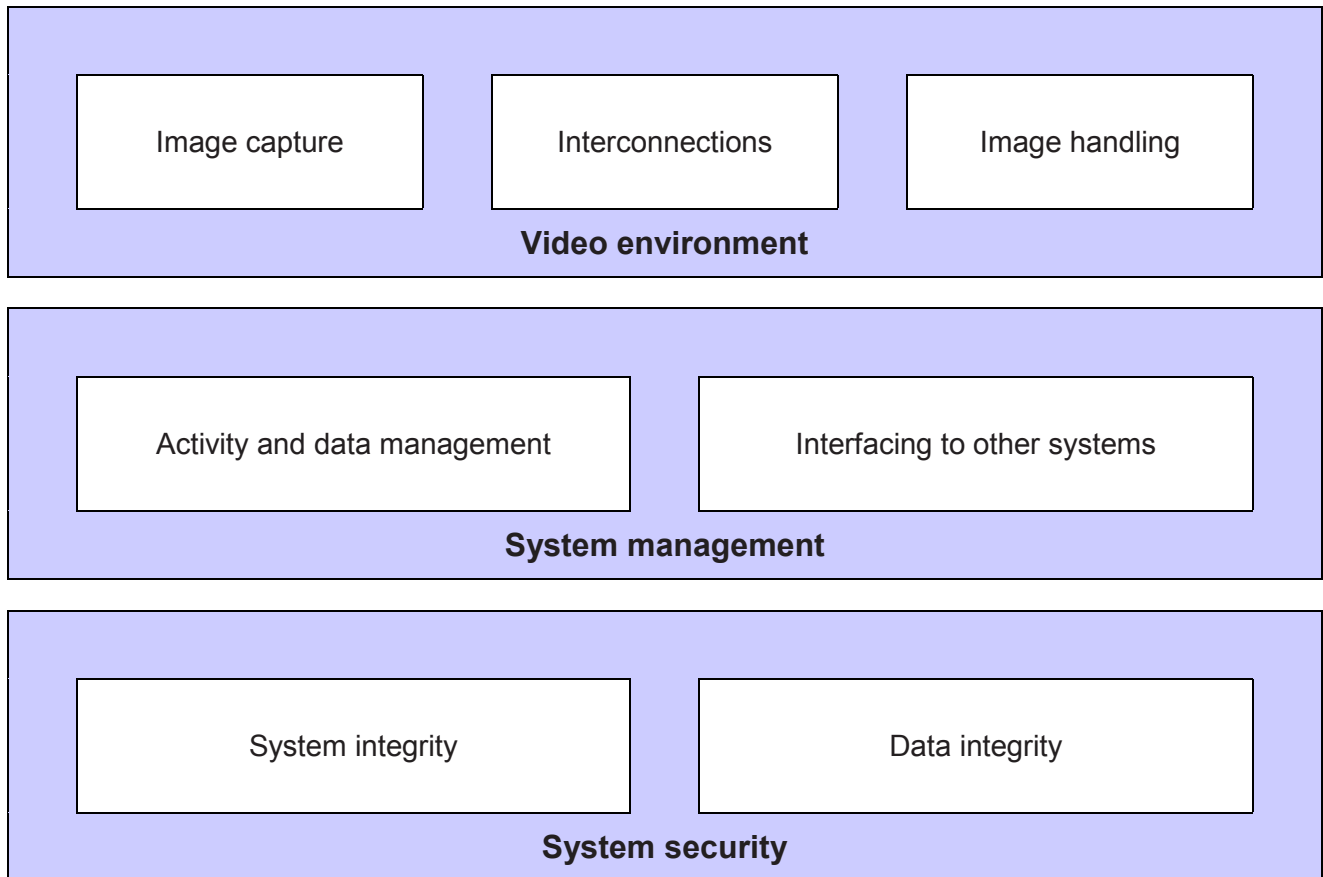 Image capture
Interconnections
Image handling
Video environment
Activity and data management
Interfacing to other systems
System management
System integrity
Data integrity
System security